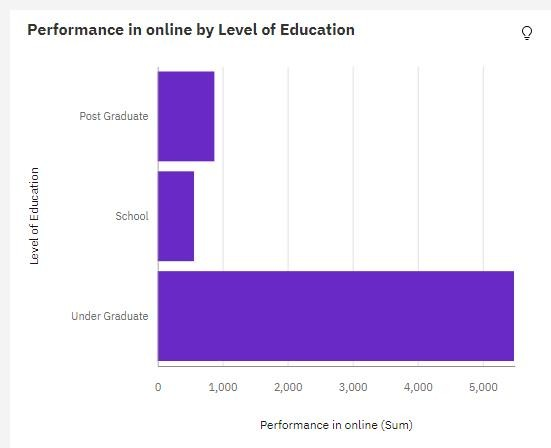 Performance in online by Level of Education
Level of Education
Post Graduate
School
Under Graduate
0 1,000 2,000 3,000 4,000 5,000
Performance in online (Sum)